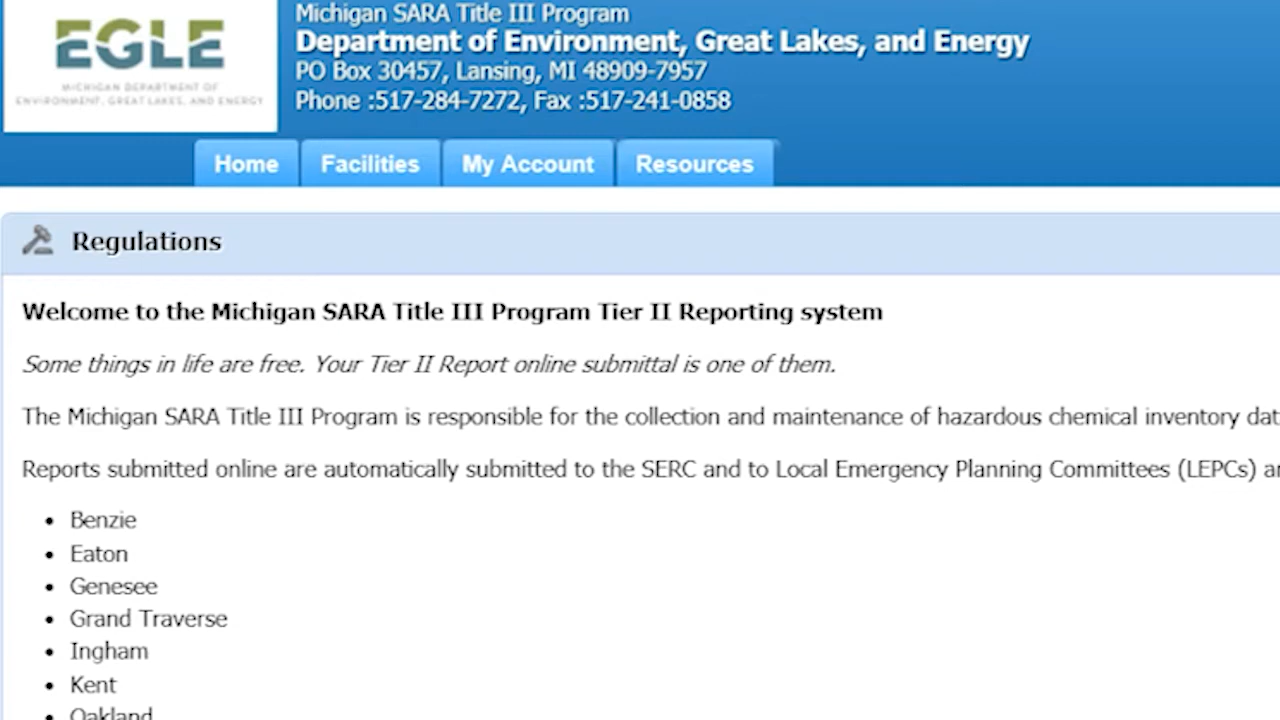 EGLE
MICHIGAN DEPARTMENT OF
ENVIRONMENT, GREAT LAKES, AND ENERGY
Michigan SARA Title III Program
Department of Environment, Great Lakes, and Energy
PO Box 30457, Lansing, MI 48909-7957
Phone :517-284-7272, Fax :517-241-0858
Home Facilities My Account Resources
Regulations
Welcome to the Michigan SARA Title III Program Tier II Reporting system
Some things in life are free. Your Tier II Report online submittal is one of them.
The Michigan SARA Title III Program is responsible for the collection and maintenance of hazardous chemical inventory dat
Reports submitted online are automatically submitted to the SERC and to Local Emergency Planning Committees (LEPCs) a
• Benzie
• Eaton
• Genesee
• Grand Traverse
• Ingham
• Kent
• Oakland